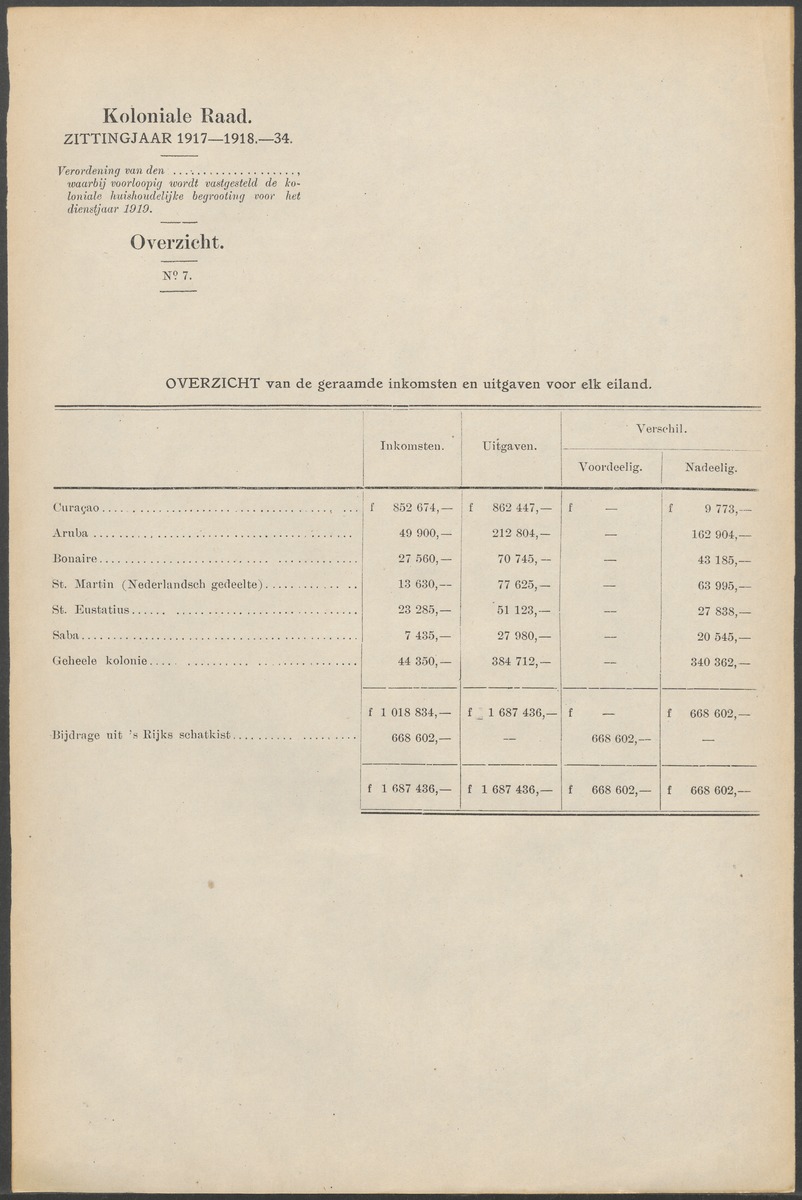 Koloniale Raad.
ZITTINGJAAR 1917—1918.—34.
Verordening van den ...................,
waarbij voorloopig wordt vastgesteld de ko-
loniale huishoudelijke begrooting voor het
dienstjaar 1919.
Overzicht.
Nº 7.
OVERZICHT van de geraamde inkomsten en uitgaven voor elk eiland.
Inkomsten. Uitgaven. Verschil.
Voordeelig. Nadeelig.
Curaçao ........ f 852 674,— f 862 447,— f — f 9 773,—
Aruba ........ 49 900,— 212 804,— — 162 904,—
Bonaire ........ 27 560,— 70 745,— — 43 185,—
St. Martin (Nederlandsch gedeelte) ........ 13 630,— 77 625,— — 63 995,—
St. Eustatius ........ 23 285,— 51 123,— — 27 838,—
Saba ........ 7 435,— 27 980,— — 20 545,—
Geheele kolonie ........ 44 350,— 384 712,— — 340 362,—
f 1 018 834,— f 1 687 436,— f — f 668 602,—
Bijdrage uit 's Rijks schatkist ........ 668 602,— — 668 602,— —
f 1 687 436,— f 1 687 436,— f 668 602,— f 668 602,—